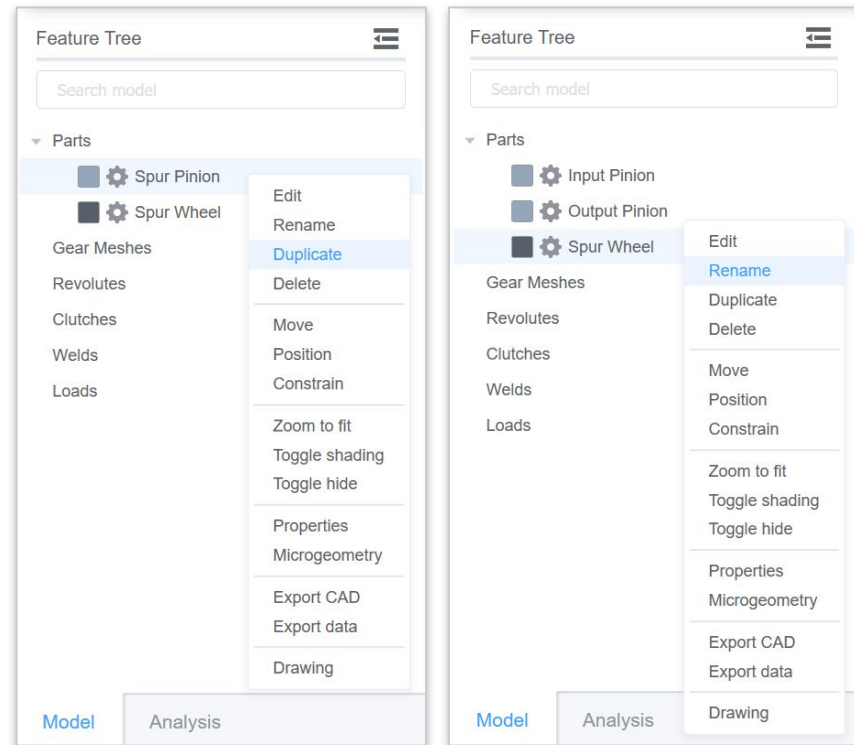 Feature Tree
Search model
Parts
Spur Pinion
Spur Wheel
Gear Meshes
Revolutes
Clutches
Welds
Loads
Edit
Rename
Duplicate
Delete
Move
Position
Constrain
Zoom to fit
Toggle shading
Toggle hide
Properties
Microgeometry
Export CAD
Export data
Drawing
Model
Analysis
Feature Tree
Search model
Parts
Input Pinion
Output Pinion
Spur Wheel
Gear Meshes
Revolutes
Clutches
Welds
Loads
Edit
Rename
Duplicate
Delete
Move
Position
Constrain
Zoom to fit
Toggle shading
Toggle hide
Properties
Microgeometry
Export CAD
Export data
Drawing
Model
Analysis